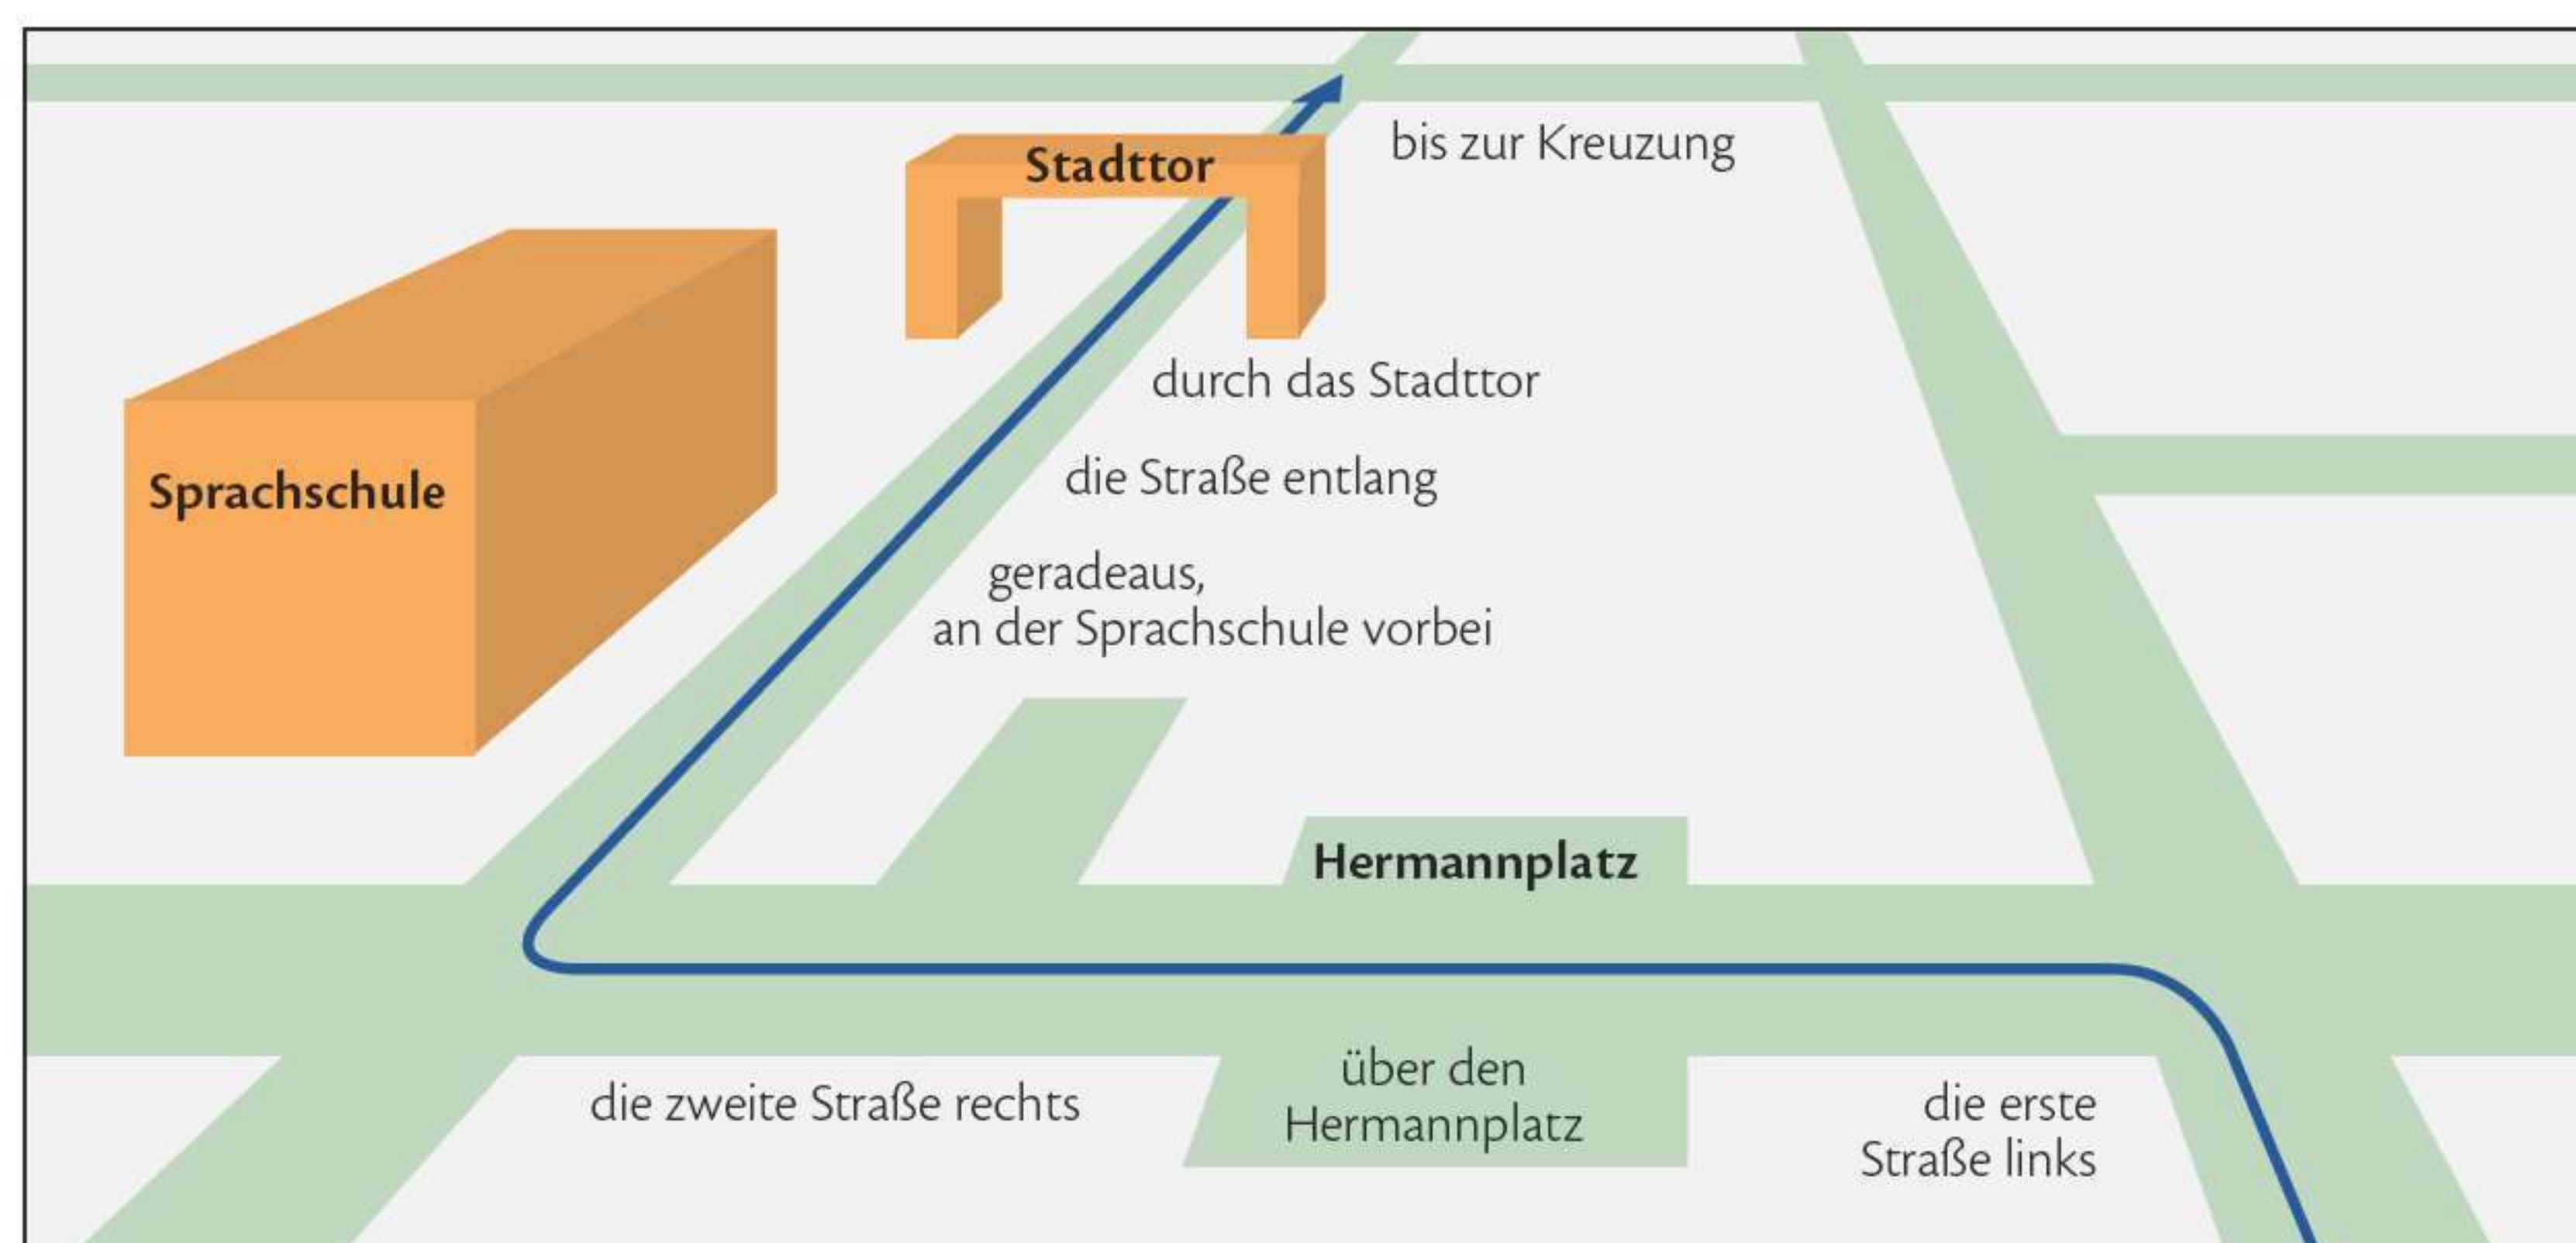 bis zur Kreuzung
Stadttor
durch das Stadttor
Sprachschule
die Straße entlang
geradeaus,
an der Sprachschule vorbei
Hermannplatz
über den
Hermannplatz
die zweite Straße rechts
die erste
Straße links